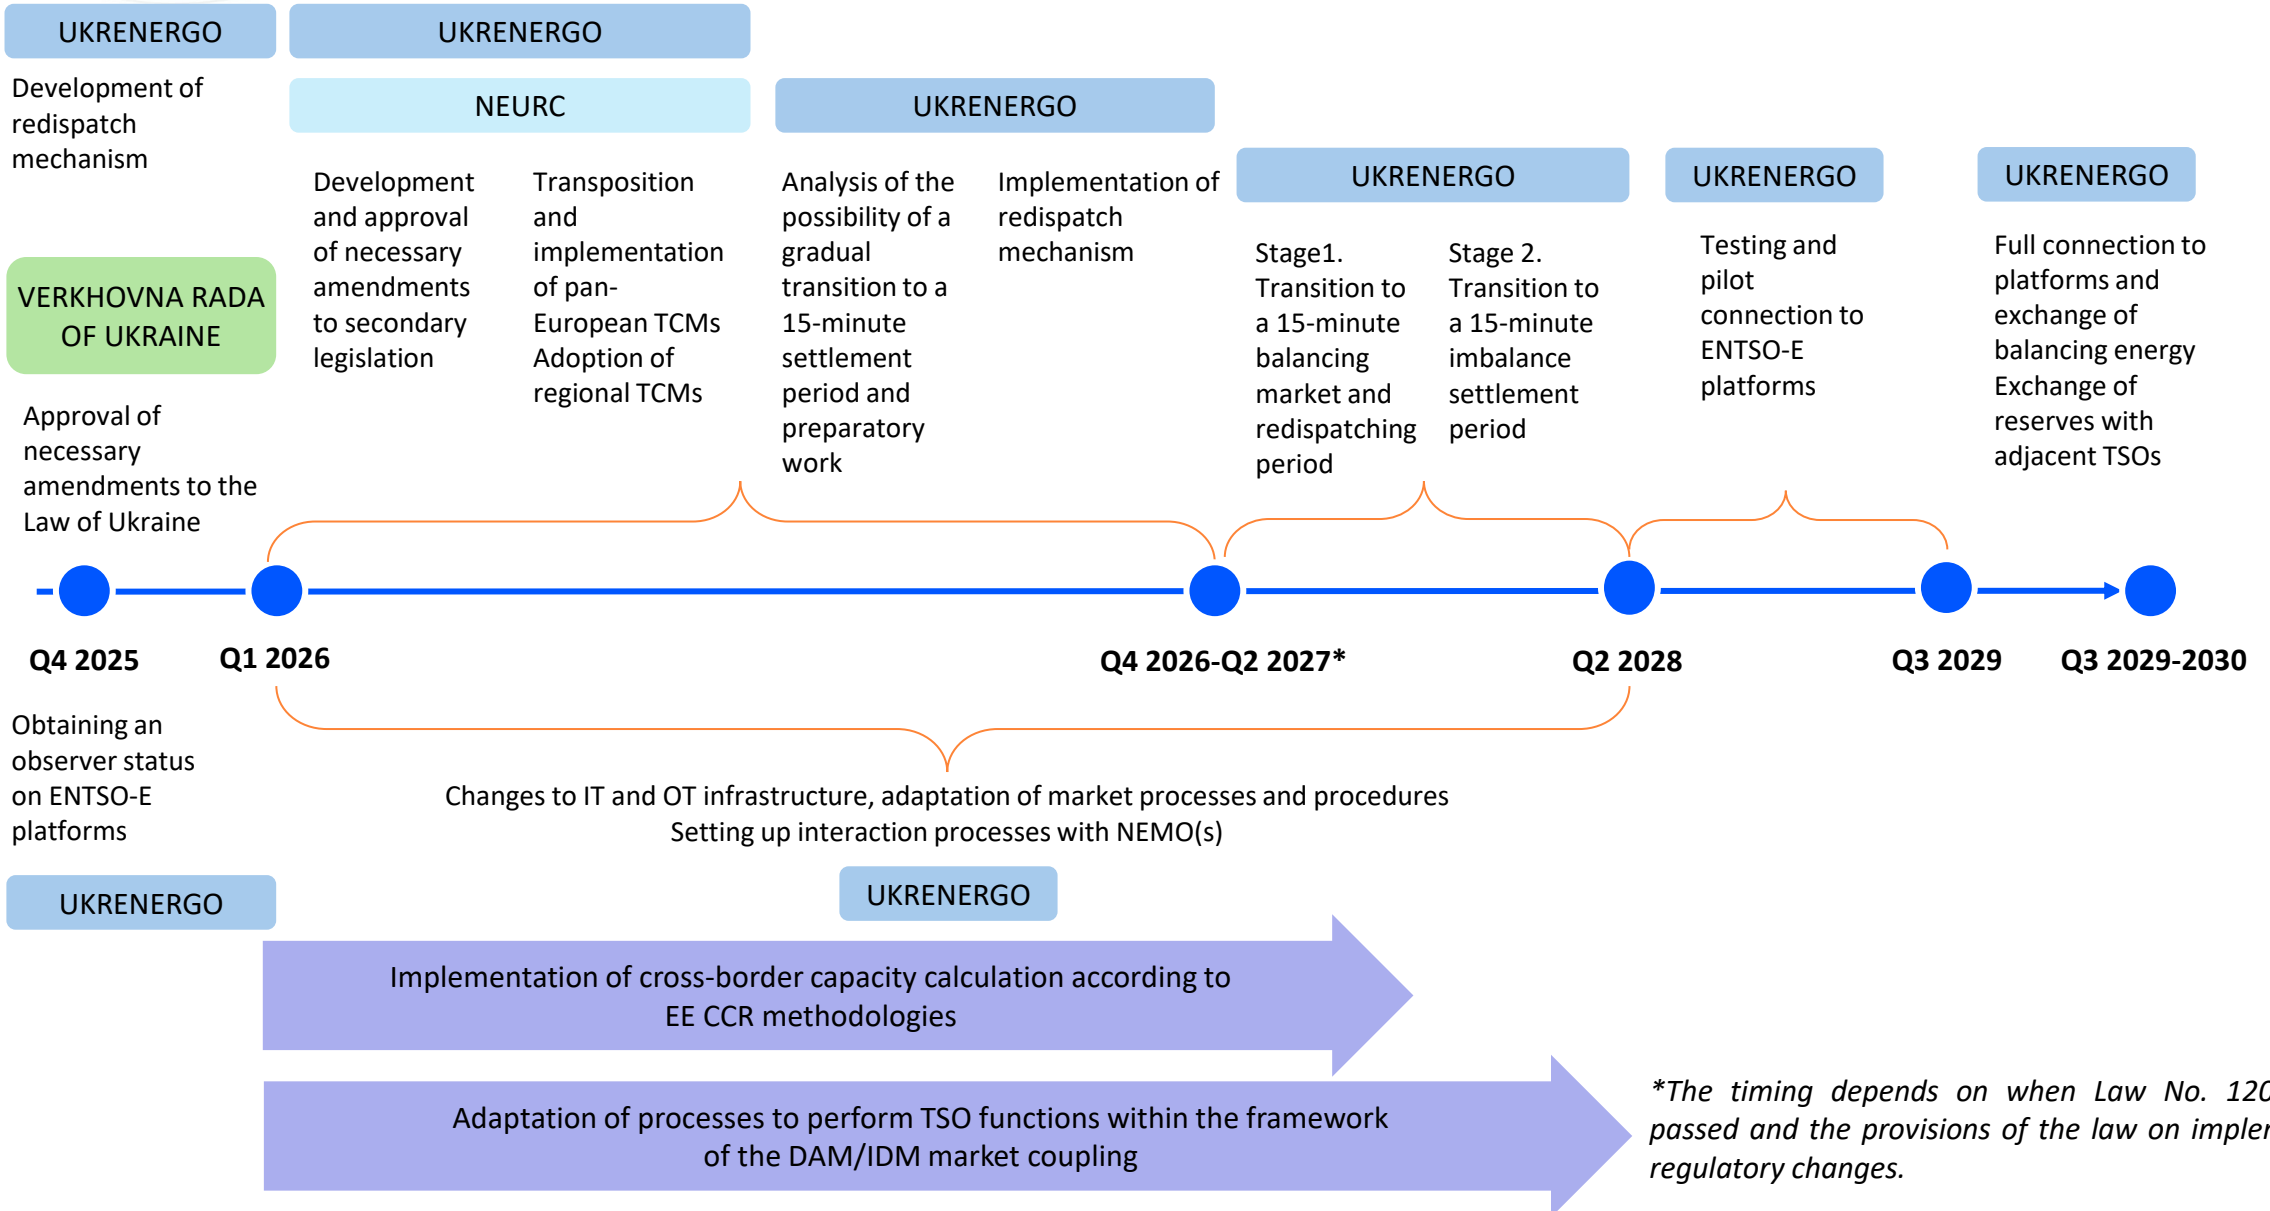 UKRENERGO
Development of
redispatch
mechanism
VERKHOVNA RADA
OF UKRAINE
Approval of
necessary
amendments to the
Law of Ukraine
UKRENERGO
NEURC
Development
and approval
of necessary
amendments
to secondary
legislation
Transposition
and
implementation
of pan-
European TCMs
Adoption of
regional TCMs
UKRENERGO
Analysis of the
possibility of a
gradual
transition to a
15-minute
settlement
period and
preparatory
work
Implementation of
redispatch
mechanism
UKRENERGO
Stage1.
Transition to
a 15-minute
balancing
market and
redispatching
period
Stage 2.
Transition to
a 15-minute
imbalance
settlement
period
UKRENERGO
Testing and
pilot
connection to
ENTSO-E
platforms
UKRENERGO
Full connection to
platforms and
exchange of
balancing energy
Exchange of
reserves with
adjacent TSOs
Q4 2025
Q1 2026
Q4 2026-Q2 2027*
Q2 2028
Q3 2029
Q3 2029-2030
Obtaining an
observer status
on ENTSO-E
platforms
UKRENERGO
Changes to IT and OT infrastructure, adaptation of market processes and procedures
Setting up interaction processes with NEMO(s)
UKRENERGO
Implementation of cross-border capacity calculation according to
EE CCR methodologies
Adaptation of processes to perform TSO functions within the framework
of the DAM/IDM market coupling
*The timing depends on when Law No.
passed and the provisions of the law on
regulatory changes.